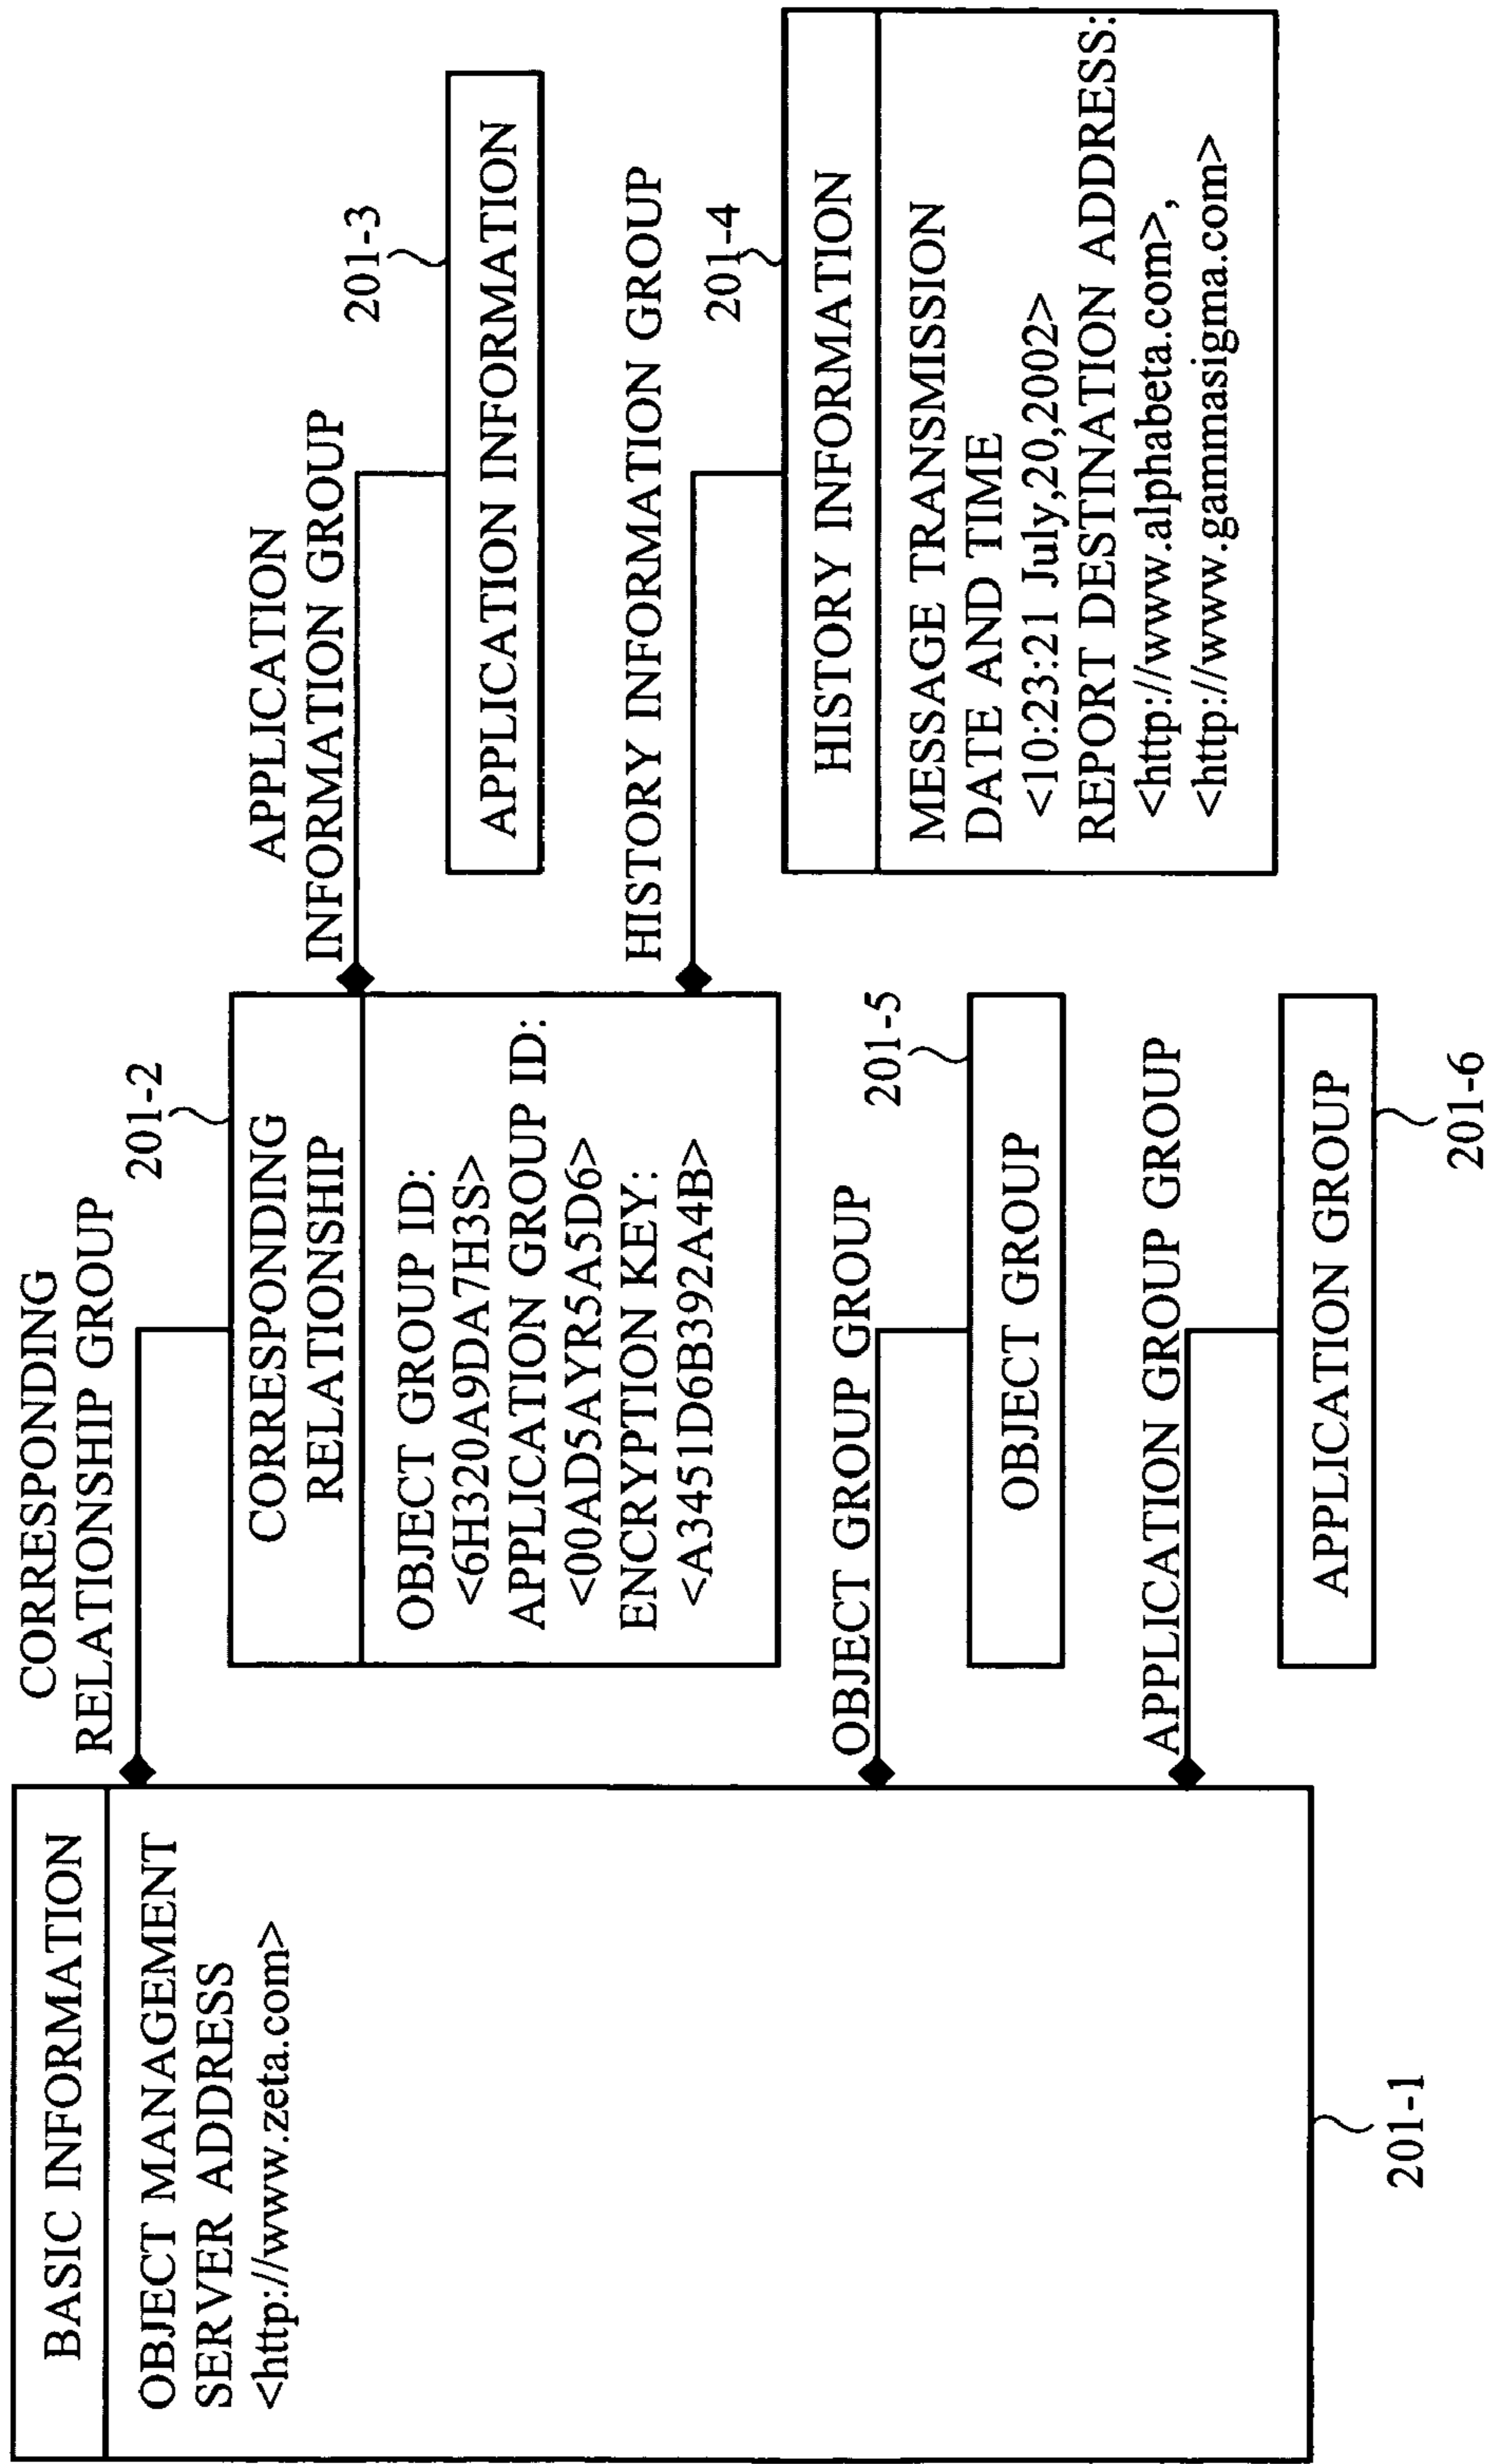 BASIC INFORMATION
OBJECT MANAGEMENT
SERVER ADDRESS
<http://www.zeta.com>
201-1
CORRESPONDING
RELATIONSHIP GROUP
201-2
CORRESPONDING
RELATIONSHIP
OBJECT GROUP ID:
<6H320A9DA7H3S>
APPLICATION GROUP ID:
<00AD5AYR5A5D6>
ENCRYPTION KEY:
<A3451D6B392A4B>
OBJECT GROUP GROUP
201-5
OBJECT GROUP
APPLICATION GROUP GROUP
APPLICATION GROUP
201-6
APPLICATION
INFORMATION GROUP
201-3
APPLICATION INFORMATION
HISTORY INFORMATION GROUP
201-4
HISTORY INFORMATION
MESSAGE TRANSMISSION
DATE AND TIME
<10:23:21 July,20,2002>
REPORT DESTINATION ADDRESS:
<http://www.alphabeta.com>,
<http://www.gammasigma.com>